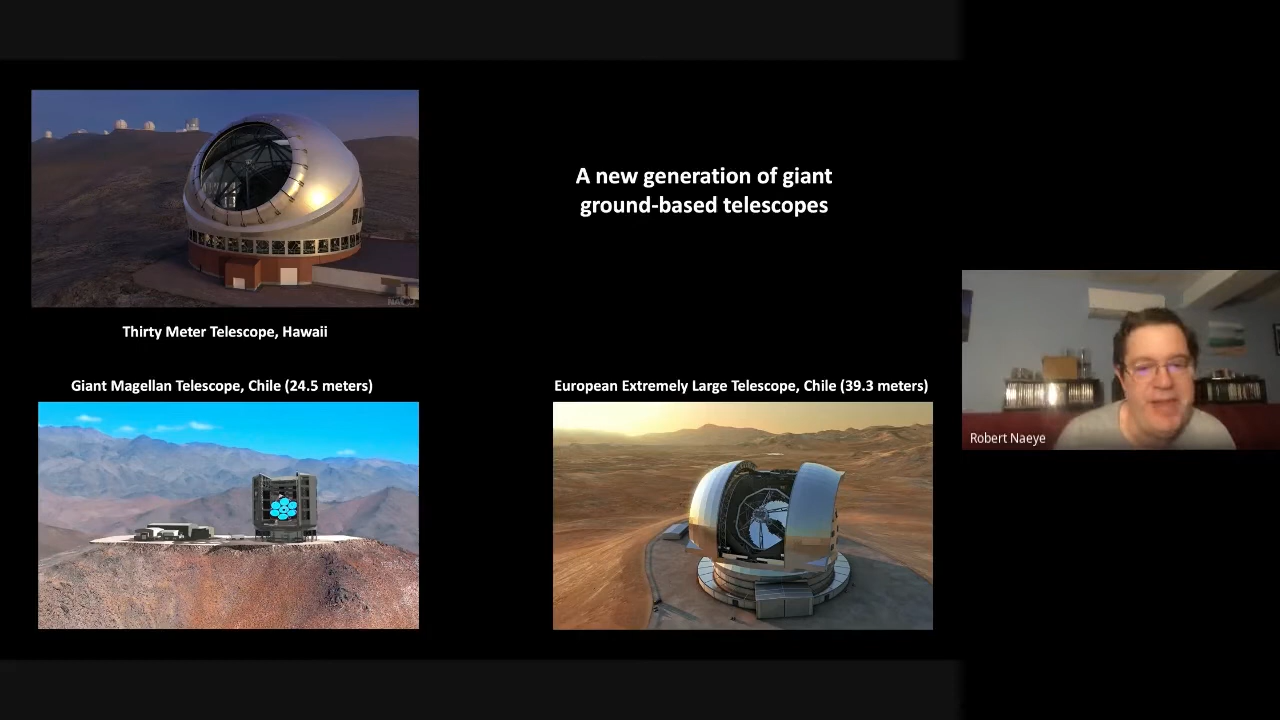 A new generation of giant
ground-based telescopes
Thirty Meter Telescope, Hawaii
Giant Magellan Telescope, Chile (24.5 meters)
European Extremely Large Telescope, Chile (39.3 meters)
Robert Naeye